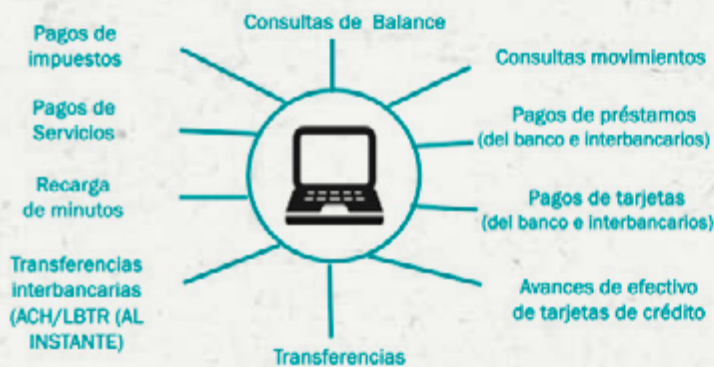 Consultas de Balance
Pagos de
impuestos
Consultas movimientos
Pagos de
Servicios
Pagos de préstamos
(del banco e interbancarios)
Recarga
de minutos
Pagos de tarjetas
(del banco e interbancarios)
Transferencias
interbancarias
(ACH/LBTR (AL
INSTANTE)
Avances de efectivo
de tarjetas de crédito
Transferencias